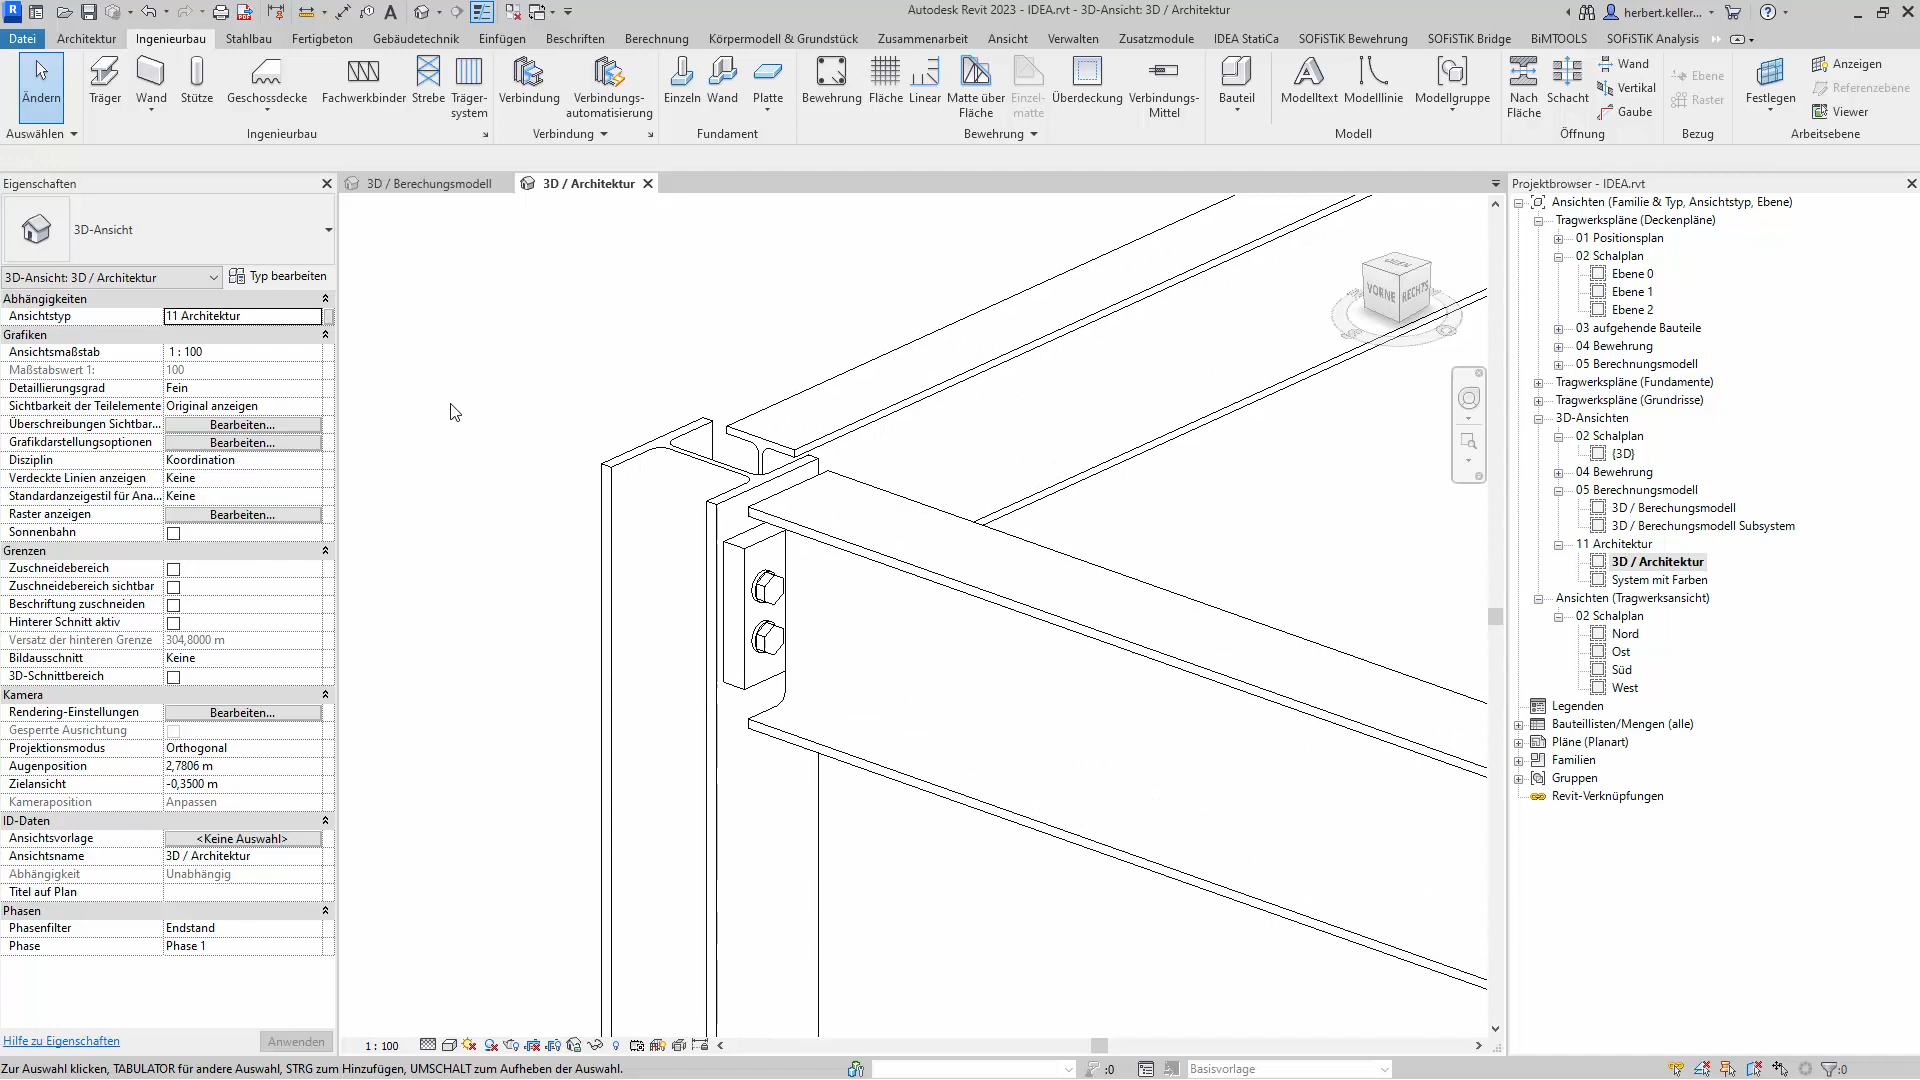 Autodesk Revit 2023 - IDEA.rvt - 3D-Ansicht: 3D / Architektur
herbert.keller...
Datei Architektur Ingenieurbau Stahlbau Fertigbeton Gebäudetechnik Einfügen Beschriften Berechnung Körpermodell & Grundstück Zusammenarbeit Ansicht Verwalten Zusatzmodule IDEA StatiCa SOFiSTiK Bewehrung SOFiSTiK Bridge BiMTOOLS SOFiSTiK Analysis
Ändern
Träger
Wand
Stütze
Geschossdecke
Fachwerkbinder
Strebe
Träger-
system
Verbindung
Verbindungs-
automatisierung
Einzeln
Wand
Platte
Bewehrung
Fläche
Linear
Matte über
Fläche
Einzel-
matte
Überdeckung
Verbindungs-
Mittel
Bauteil
Modelltext
Modelllinie
Modellgruppe
Nach
Fläche
Schacht
Wand
Vertikal
Gaube
Ebene
Raster
Festlegen
Anzeigen
Referenzebene
Viewer
Auswählen
Ingenieurbau
Verbindung
Fundament
Bewehrung
Modell
Öffnung
Bezug
Arbeitsebene
Eigenschaften
3D-Ansicht
3D-Ansicht: 3D / Architektur
Typ bearbeiten
Abhängigkeiten
Ansichtstyp 11 Architektur
Grafiken
Ansichtsmaßstab 1 : 100
Maßstabswert 1: 100
Detaillierungsgrad Fein
Sichtbarkeit der Teilelemente Original anzeigen
Überschreibungen Sichtbar... Bearbeiten...
Grafikdarstellungsoptionen Bearbeiten...
Disziplin Koordination
Verdeckte Linien anzeigen Keine
Standardanzeigestil für Ana... Keine
Raster anzeigen Bearbeiten...
Sonnenbahn
Grenzen
Zuschneidebereich
Zuschneidebereich sichtbar
Beschriftung zuschneiden
Hinterer Schnitt aktiv
Versatz der hinteren Grenze 304,8000 m
Bildausschnitt Keine
3D-Schnittbereich
Kamera
Rendering-Einstellungen Bearbeiten...
Gesperrte Ausrichtung
Projektionsmodus Orthogonal
Augenposition 2,7806 m
Zielansicht -0,3500 m
Kameraposition Anpassen
ID-Daten
Ansichtsvorlage <Keine Auswahl>
Ansichtsname 3D / Architektur
Abhängigkeit Unabhängig
Titel auf Plan
Phasen
Phasenfilter Endstand
Phase Phase 1
Hilfe zu Eigenschaften
Anwenden
3D / Berechungsmodell
3D / Architektur
OBEN
VORNE
RECHTS
1 : 100
Projektbrowser - IDEA.rvt
Ansichten (Familie & Typ, Ansichtstyp, Ebene)
Tragwerkspläne (Deckenpläne)
01 Positionsplan
02 Schalplan
Ebene 0
Ebene 1
Ebene 2
03 aufgehende Bauteile
04 Bewehrung
05 Berechnungsmodell
Tragwerkspläne (Fundamente)
Tragwerkspläne (Grundrisse)
3D-Ansichten
02 Schalplan
{3D}
04 Bewehrung
05 Berechnungsmodell
3D / Berechungsmodell
3D / Berechungsmodell Subsystem
11 Architektur
3D / Architektur
System mit Farben
Ansichten (Tragwerksansicht)
02 Schalplan
Nord
Ost
Süd
West
Legenden
Bauteillisten/Mengen (alle)
Pläne (Planart)
Familien
Gruppen
Revit-Verknüpfungen
Zur Auswahl klicken, TABULATOR für andere Auswahl, STRG zum Hinzufügen, UMSCHALT zum Aufheben der Auswahl.
:0
Basisvorlage
:0